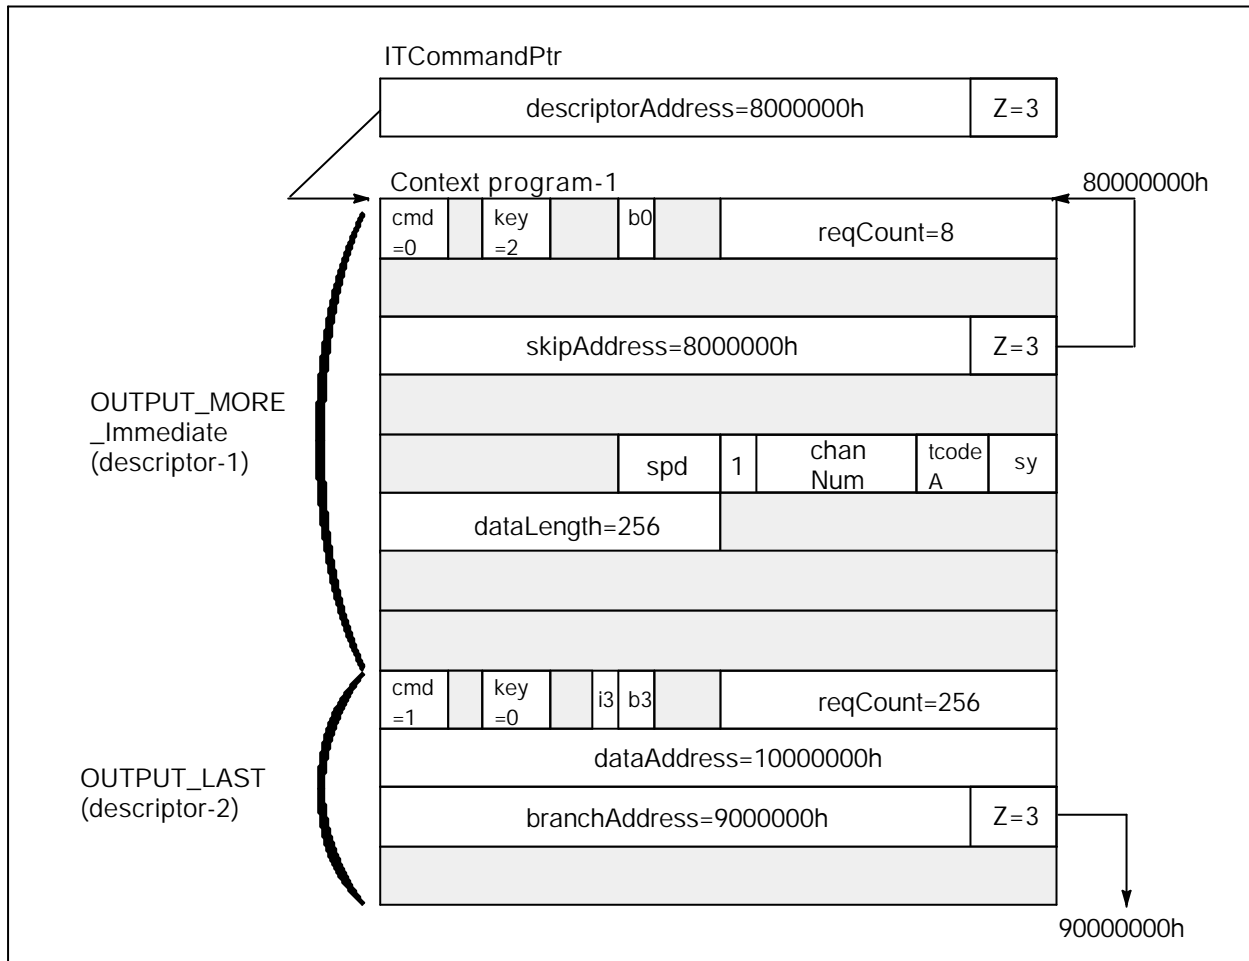 ITCommandPtr
descriptorAddress=8000000h
Z=3
Context program-1
80000000h
cmd
=0
key
=2
b0
reqCount=8
skipAddress=8000000h
Z=3
OUTPUT_MORE
_Immediate
(descriptor-1)
spd
1
chan
Num
tcode
A
sy
dataLength=256
cmd
=1
key
=0
i3
b3
reqCount=256
dataAddress=10000000h
OUTPUT_LAST
(descriptor-2)
branchAddress=9000000h
Z=3
90000000h